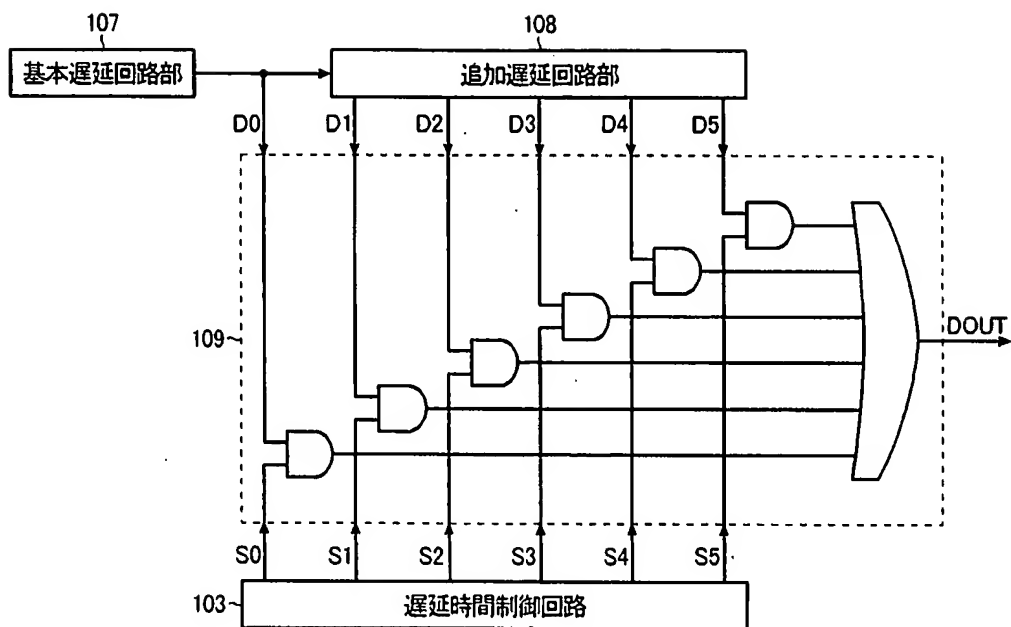 107
108
基本遅延回路部
追加遅延回路部
D0 D1 D2 D3 D4 D5
109
DOUT
S0 S1 S2 S3 S4 S5
103
遅延時間制御回路